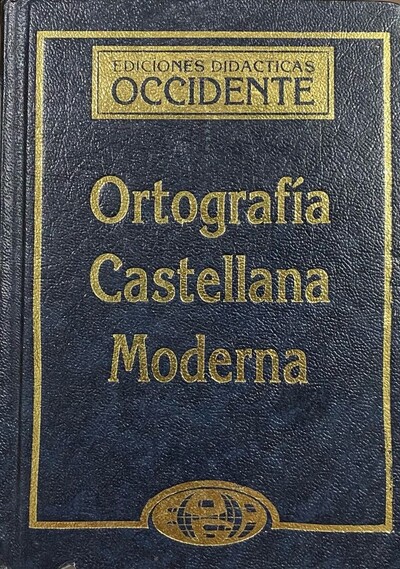 EDICIONES DIDACTICAS
OCCIDENTE
Ortografía
Castellana
Moderna